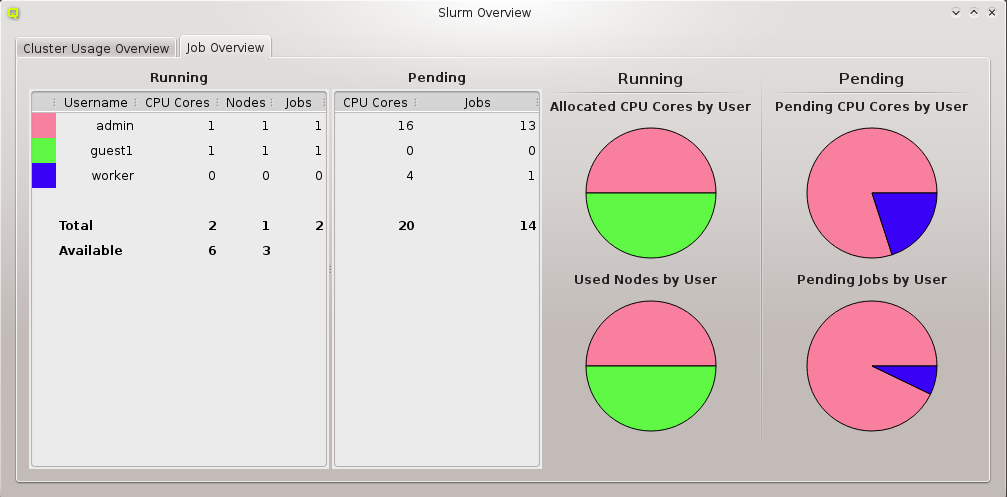 Slurm Overview
Cluster Usage Overview Job Overview
Running Pending
Username CPU Cores Nodes Jobs CPU Cores Jobs
admin 1 1 1 16 13
guest1 1 1 1 0 0
worker 0 0 0 4 1
Total 2 1 2 20 14
Available 6 3
Running Pending
Allocated CPU Cores by User Pending CPU Cores by User
Used Nodes by User Pending Jobs by User